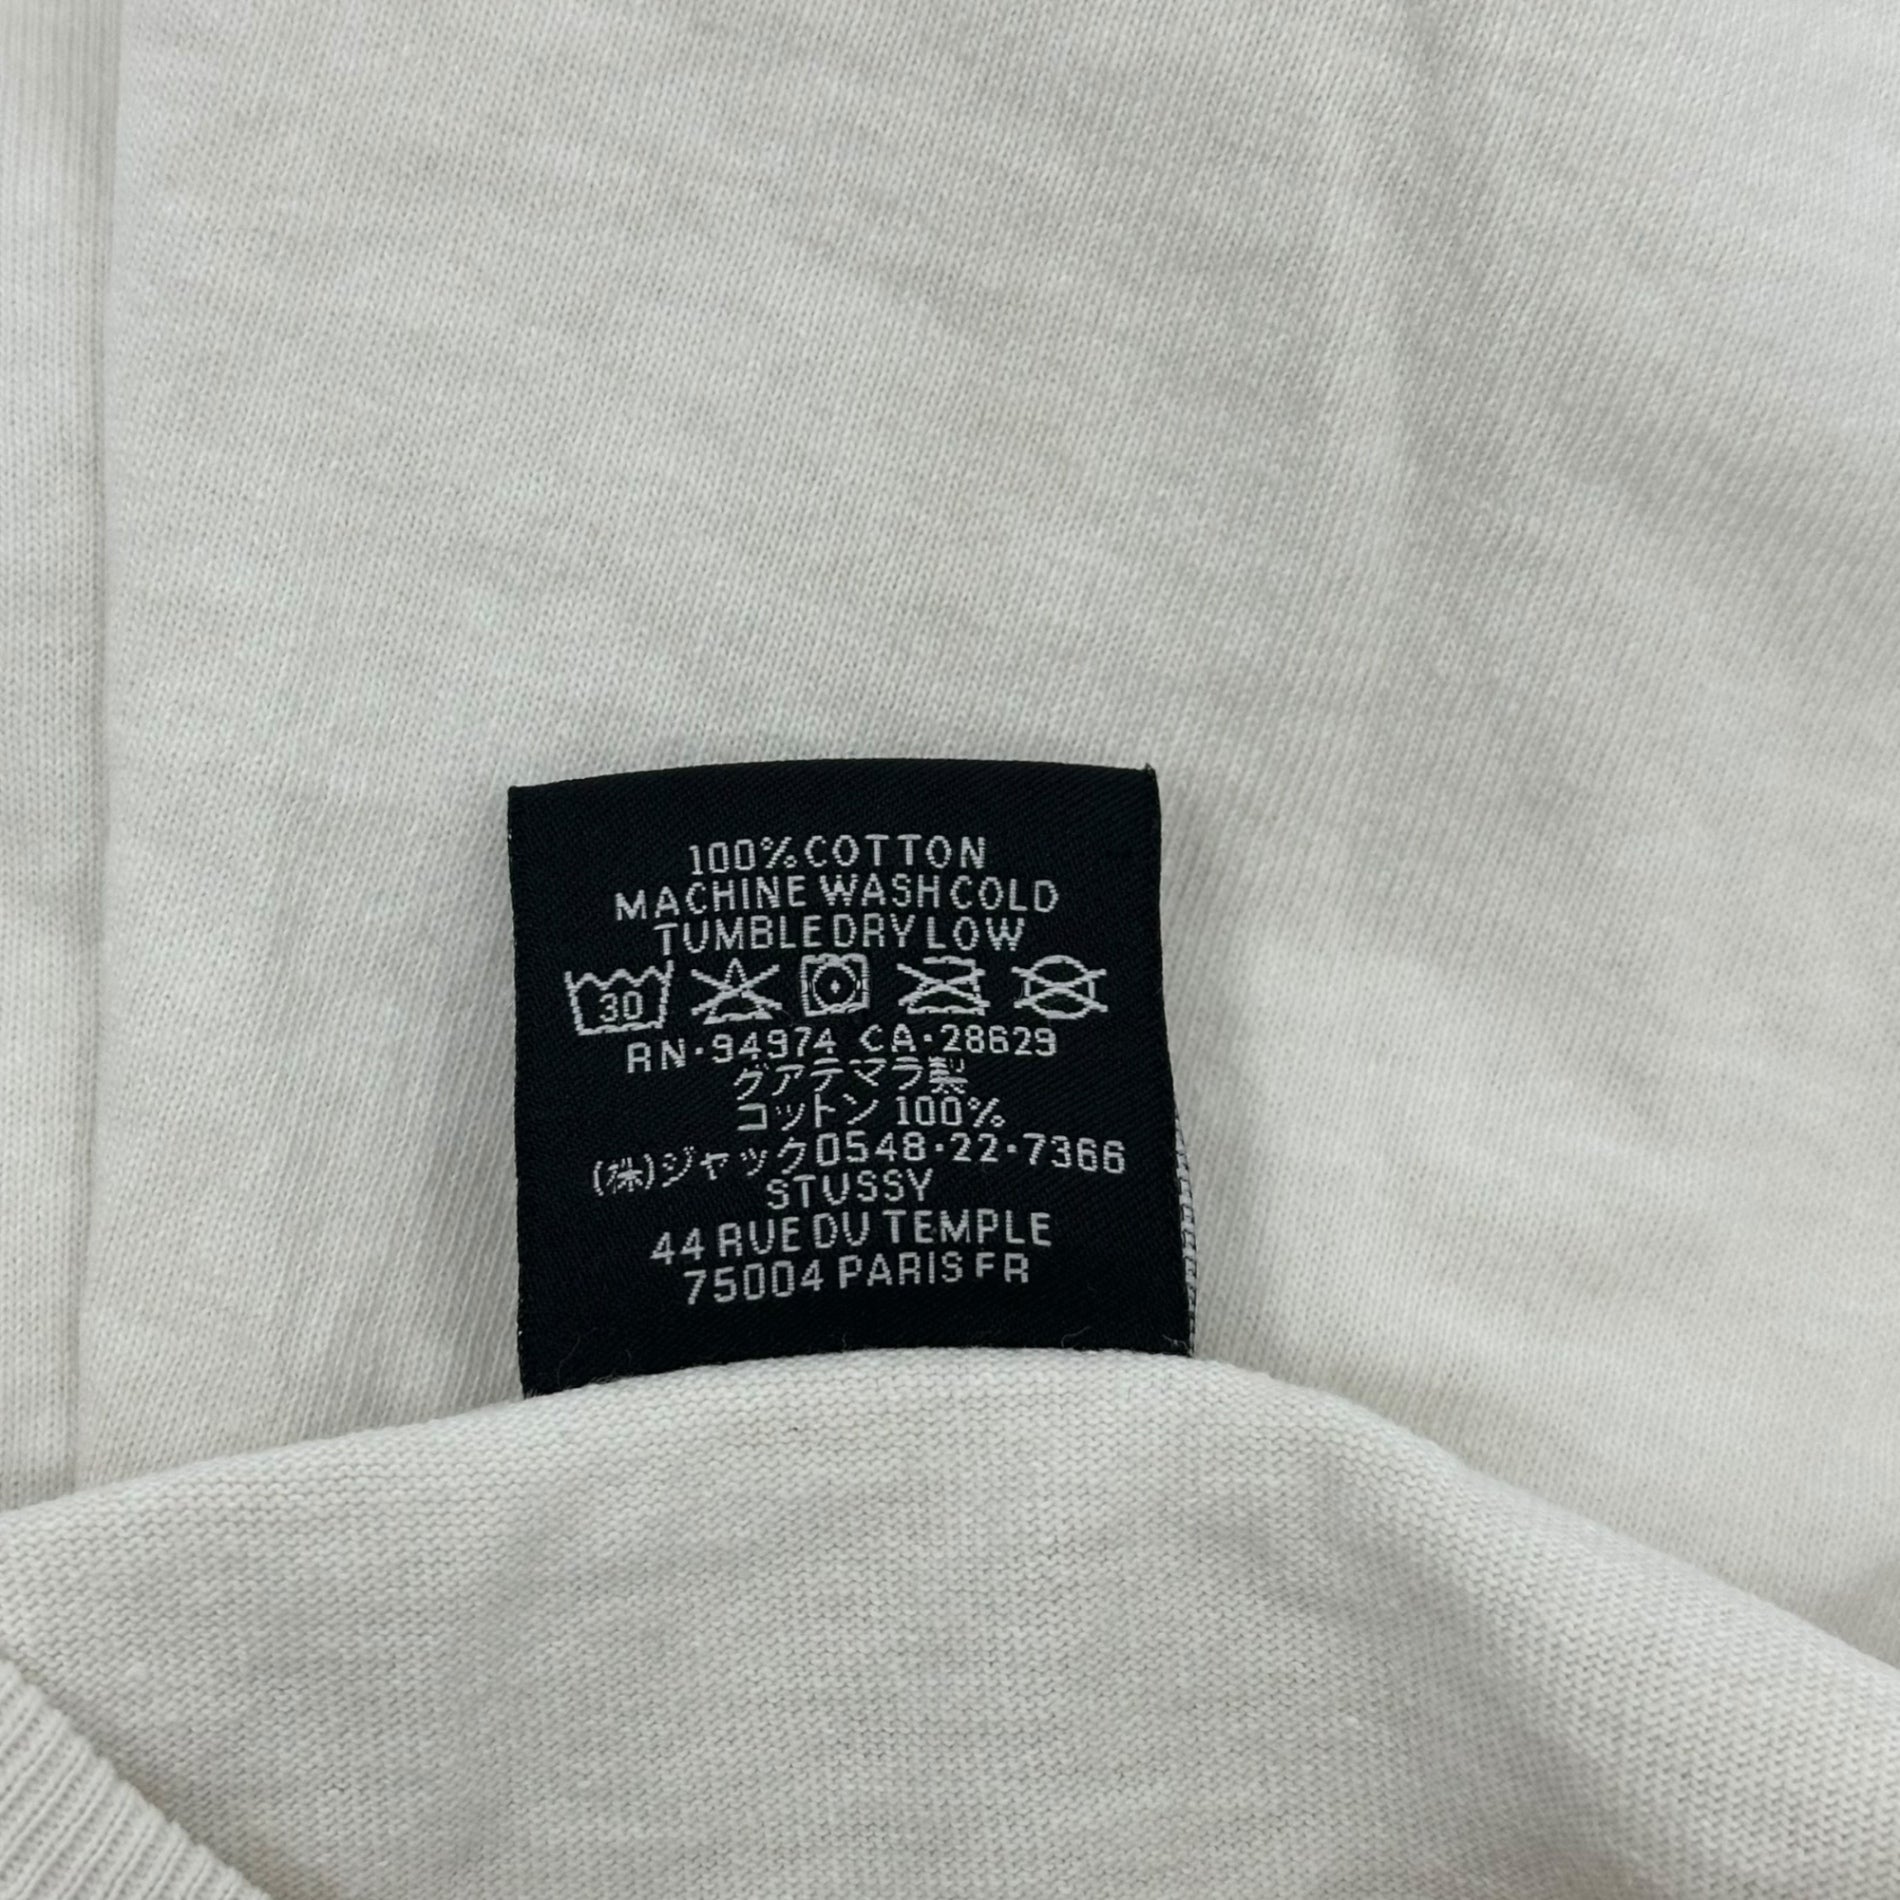 100% COTTON
MACHINE WASH COLD
TUMBLE DRY LOW
30
RN·94974 CA·28629
グアテマラ製
コットン 100%
(株)ジャック0548·22·7366
STUSSY
44 RUE DU TEMPLE
75004 PARIS FR